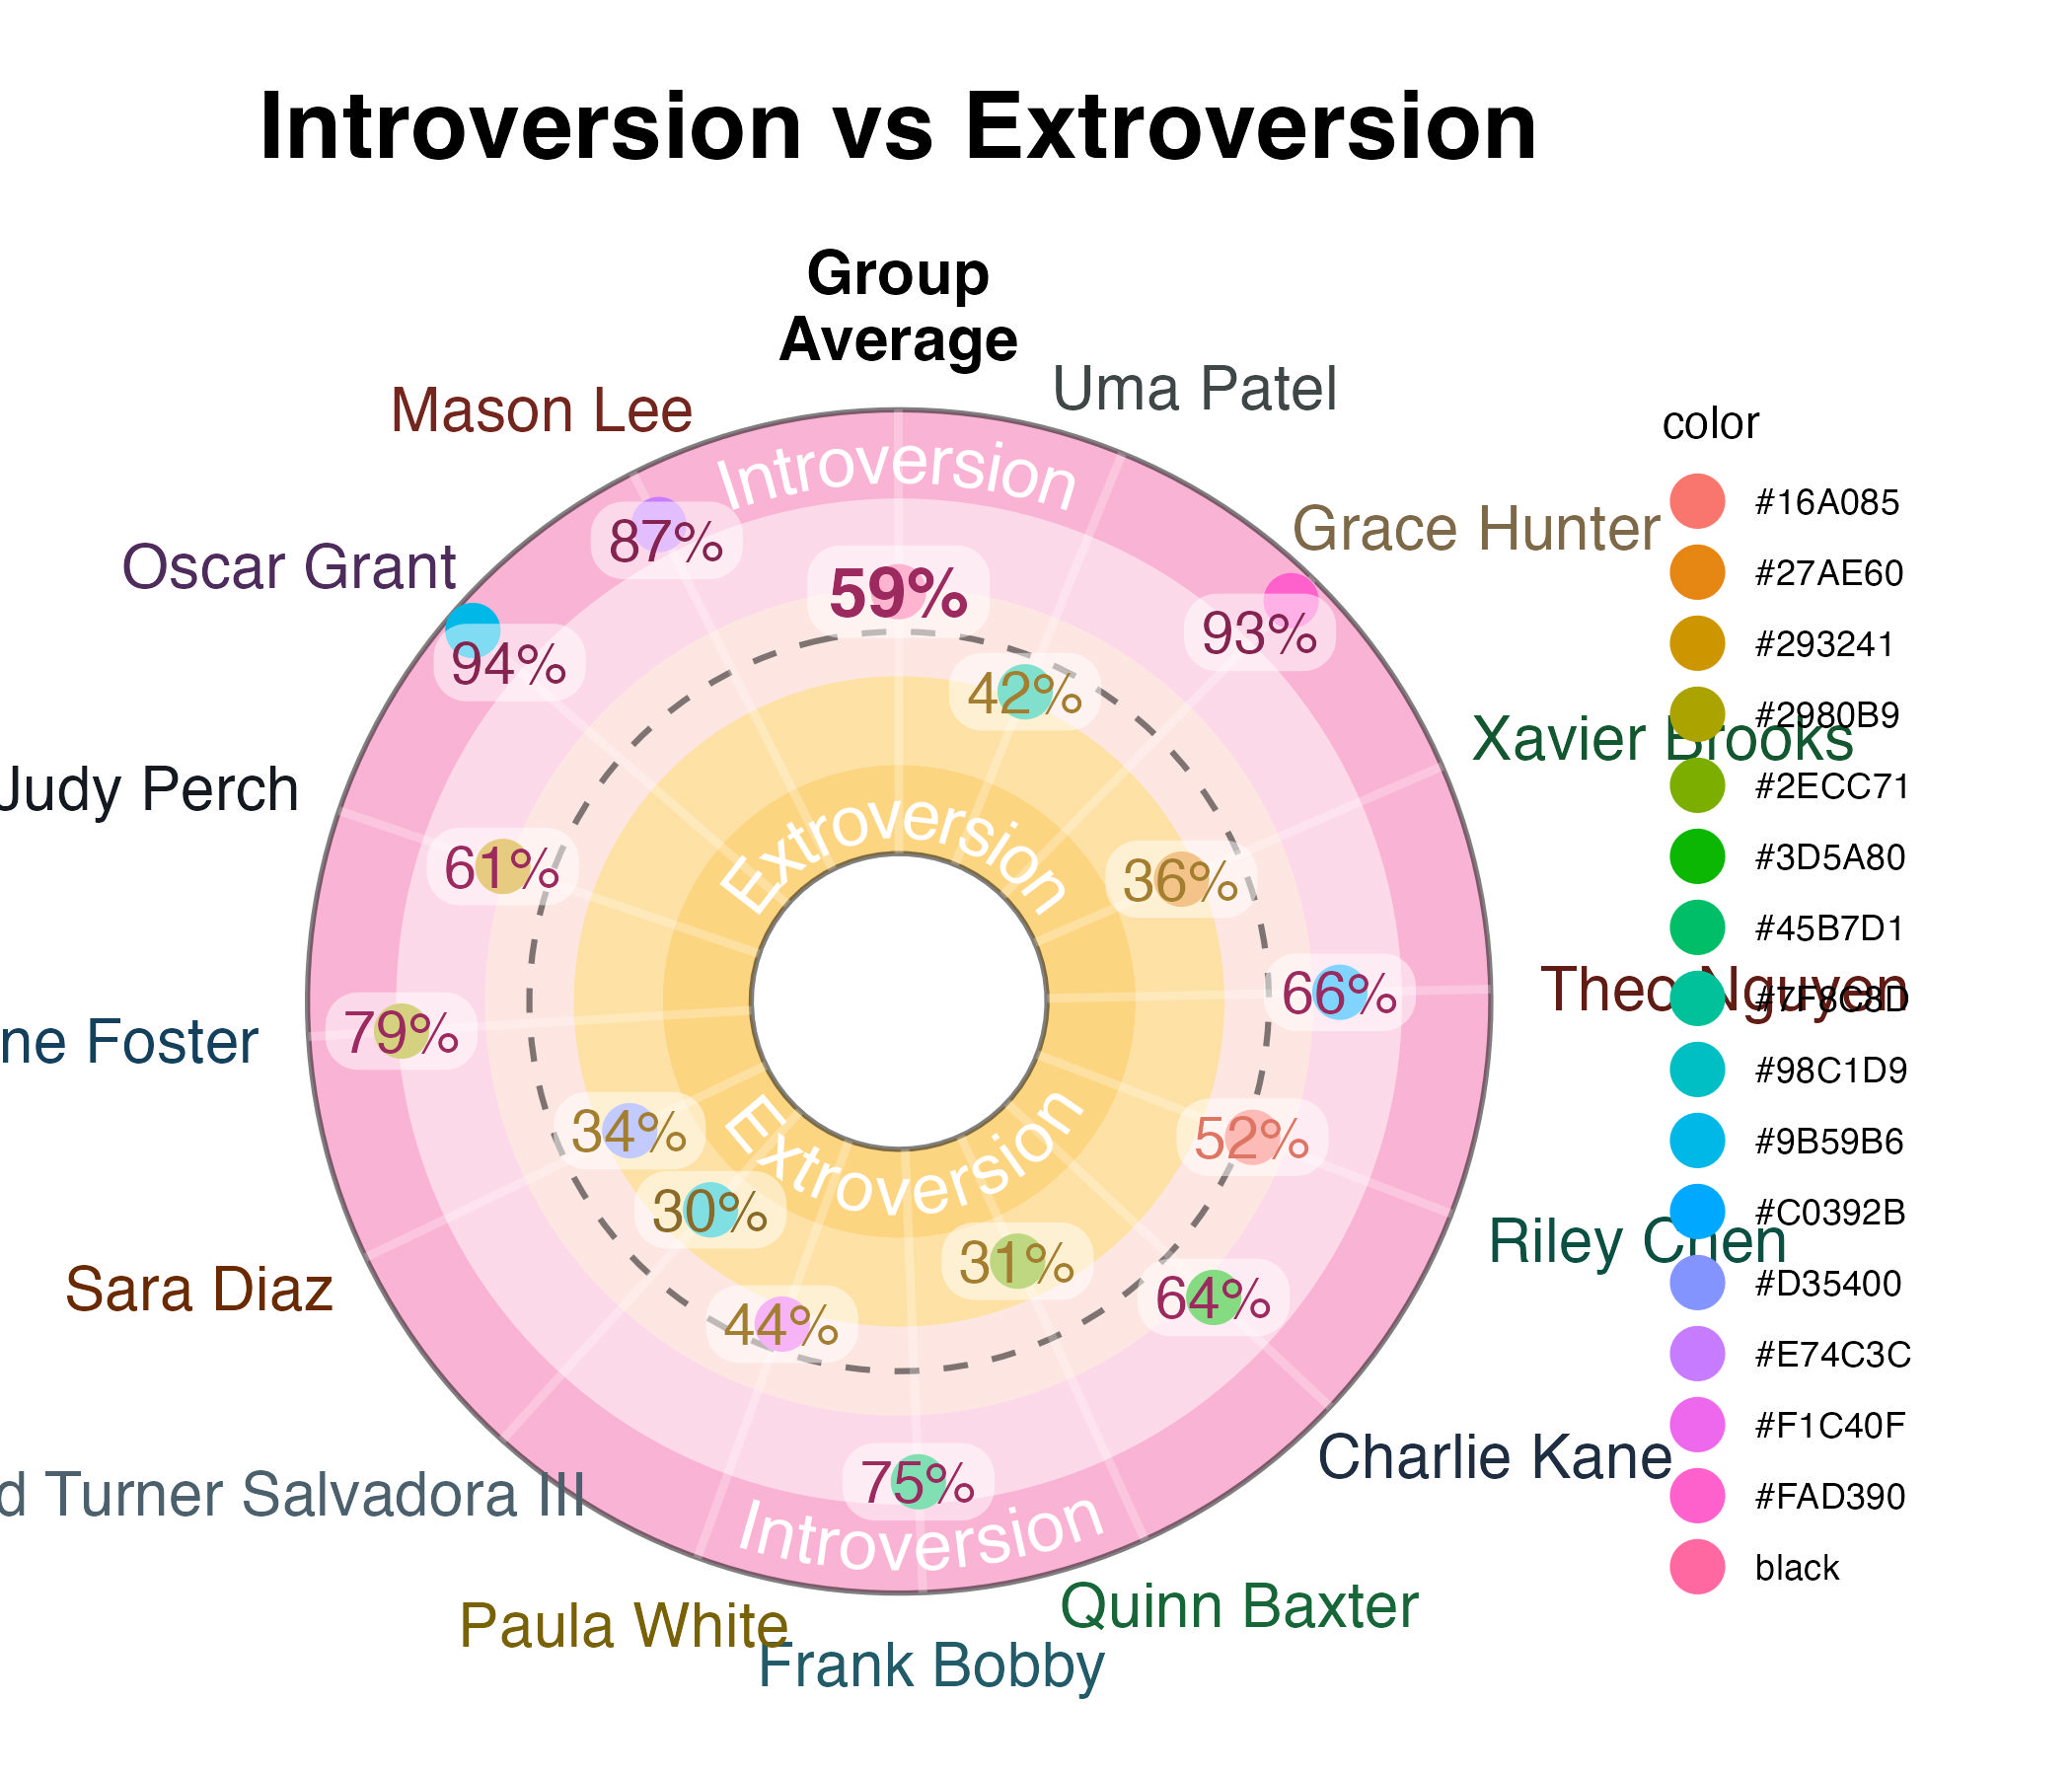 Introversion vs Extroversion
Group
Average
Uma Patel
Mason Lee
color
Introversion
#16A085
Grace Hunter
87%
Oscar Grant
#27AE60
59%
93%
94%
#293241
42%
Xavier Brooks
#2980B9
Judy Perch
#2ECC71
Extroversion
61%
36%
#3D5A80
#45B7D1
66%
Theo Nguyen
#7F8C8D
79%
ne Foster
#98C1D9
34%
52%
#9B59B6
Extroversion
30%
#C0392B
Riley Chen
31%
Sara Diaz
#D35400
64%
44%
#E74C3C
#F1C40F
Charlie Kane
75%
d Turner Salvadora III
#FAD390
Introversion
black
Quinn Baxter
Paula White
Frank Bobby